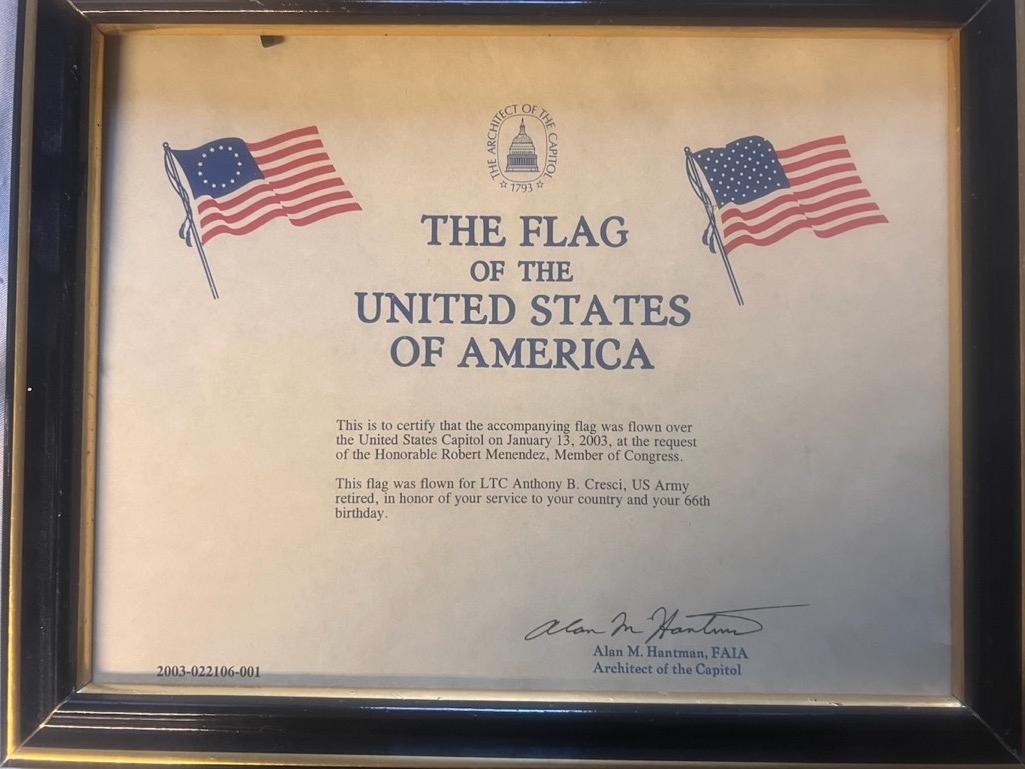 THE ARCHITECT OF THE CAPITOL
1793
THE FLAG
OF THE
UNITED STATES
OF AMERICA
This is to certify that the accompanying flag was flown over
the United States Capitol on January 13, 2003, at the request
of the Honorable Robert Menendez, Member of Congress.
This flag was flown for LTC Anthony B. Cresci, US Army
retired, in honor of your service to your country and your 66th
birthday.
Alan M Hantman
Alan M. Hantman, FAIA
Architect of the Capitol
2003-022106-001